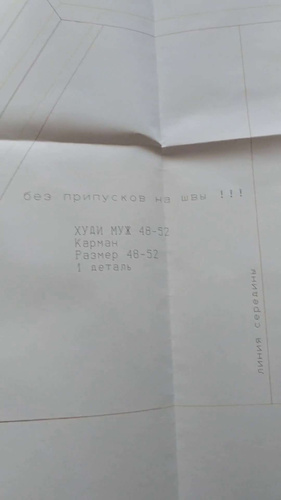 без припусков на швы !!!
ХУДИ МУЖ 48-52
Карман
Размер 48-52
1 деталь
линия середины